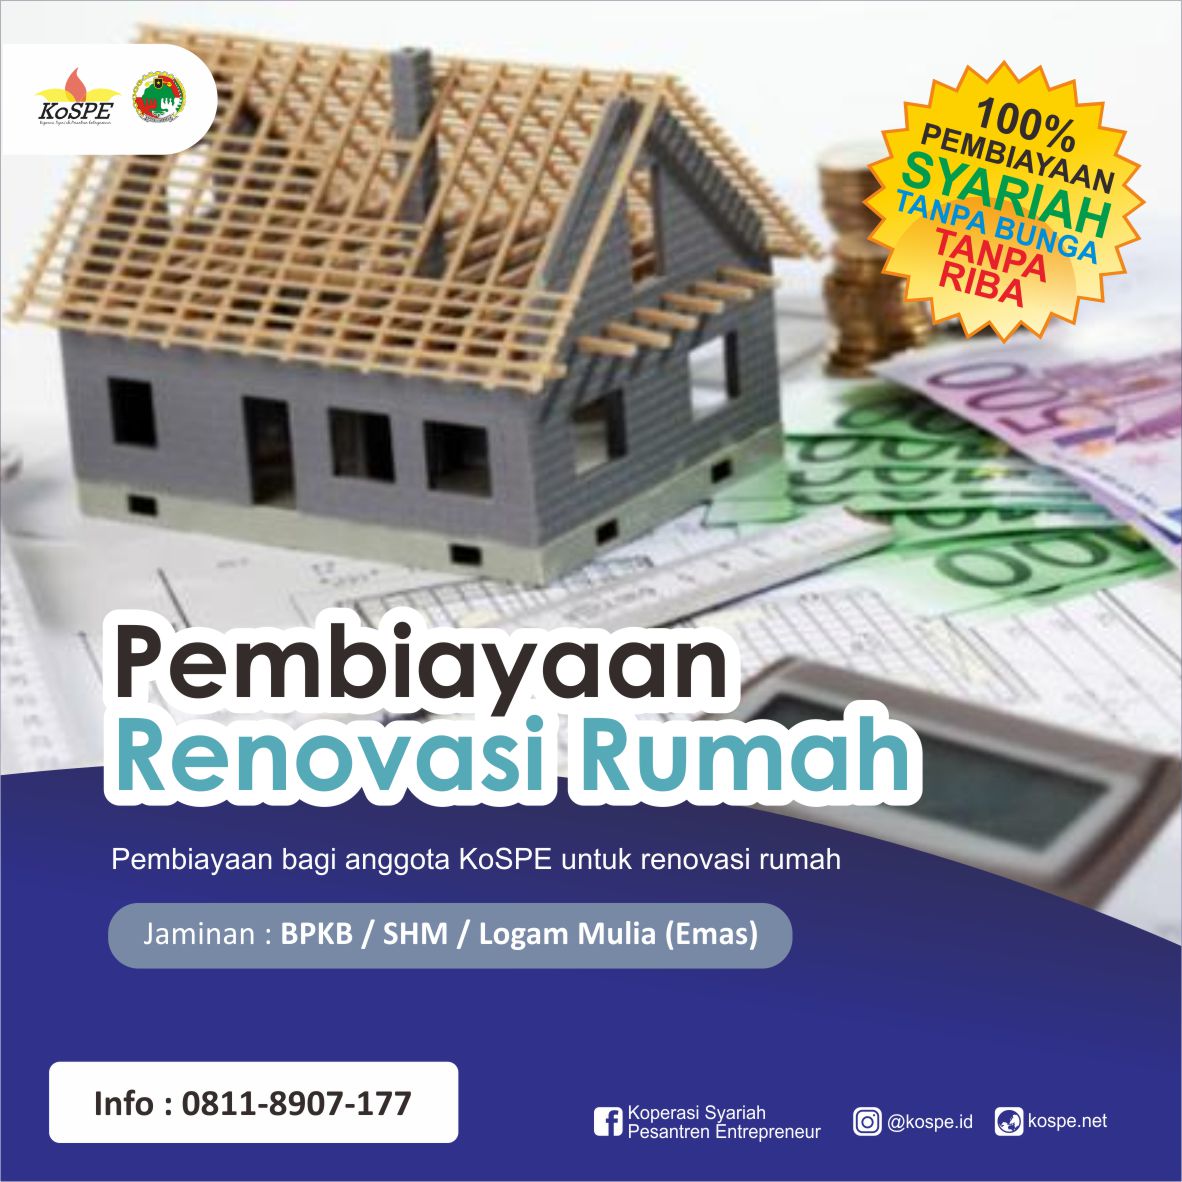 KoSPE
100%
PEMBIAYAAN
SYARIAH
TANPA BUNGA
TANPA
RIBA
Pembiayaan
Renovasi Rumah
Pembiayaan bagi anggota KoSPE untuk renovasi rumah
Jaminan : BPKB / SHM / Logam Mulia (Emas)
Info : 0811-8907-177
Koperasi Syariah
Pesantren Entrepreneur
@kospe.id
kospe.net